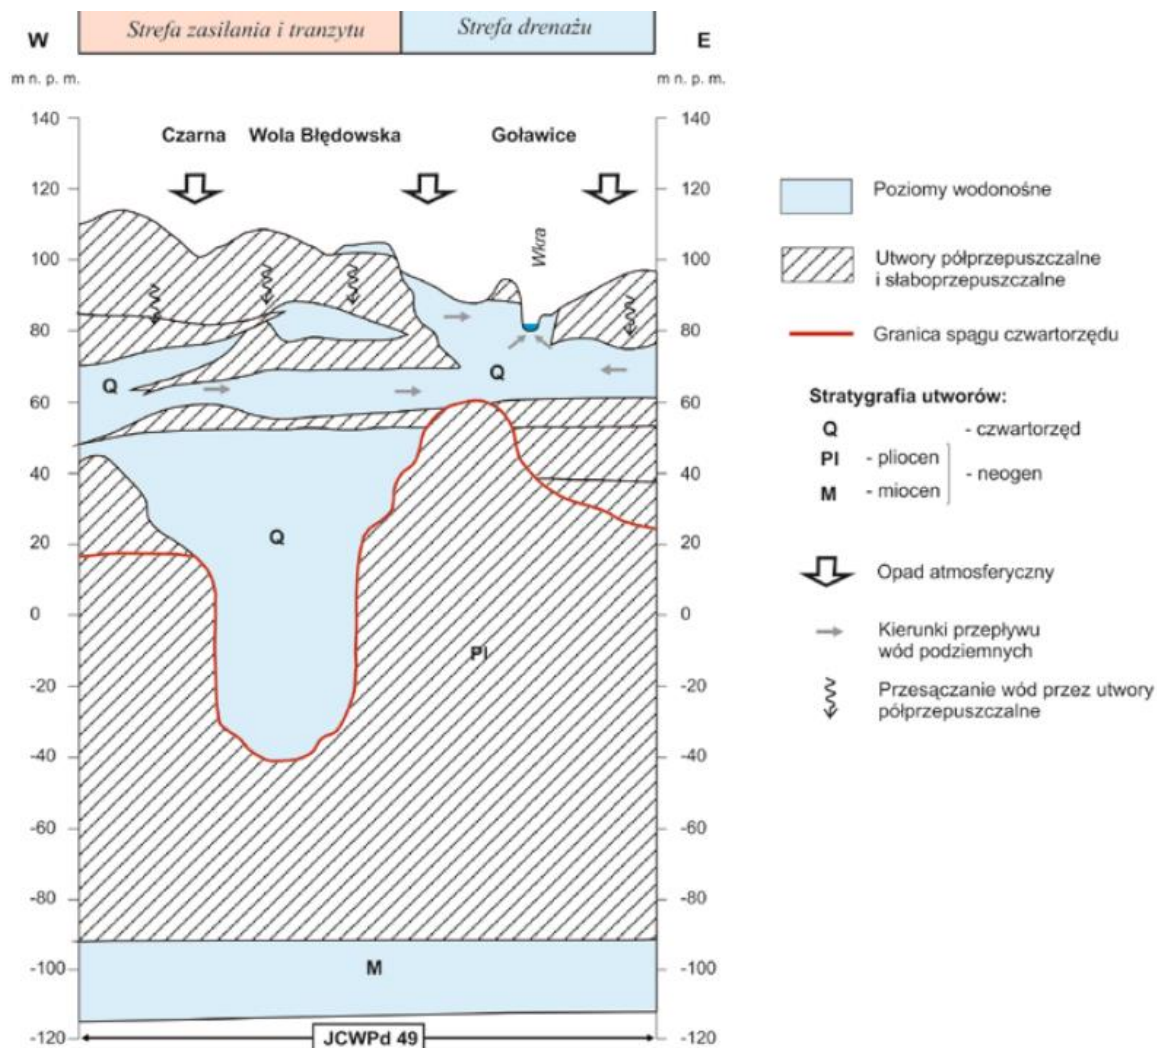 Strefa zasilania i tranzytu
Strefa drenażu
W
E
m n. p. m.
m n. p. m.
140
120
100
80
60
40
20
0
-20
-40
-60
-80
-100
-120
Czarna
Wola Błędowska
Goławice
Wkra
Q
Q
Q
Pl
M
JCWPd 49
140
120
100
80
60
40
20
0
-20
-40
-60
-80
-100
-120
Poziomy wodonośne
Utwory półprzepuszczalne
i słaboprzepuszczalne
Granica spągu czwartorzędu
Stratygrafia utworów:
Q - czwartorzęd
Pl - pliocen
- neogen
M - miocen
Opad atmosferyczny
Kierunki przepływu
wód podziemnych
Przesączanie wód przez utwory
półprzepuszczalne